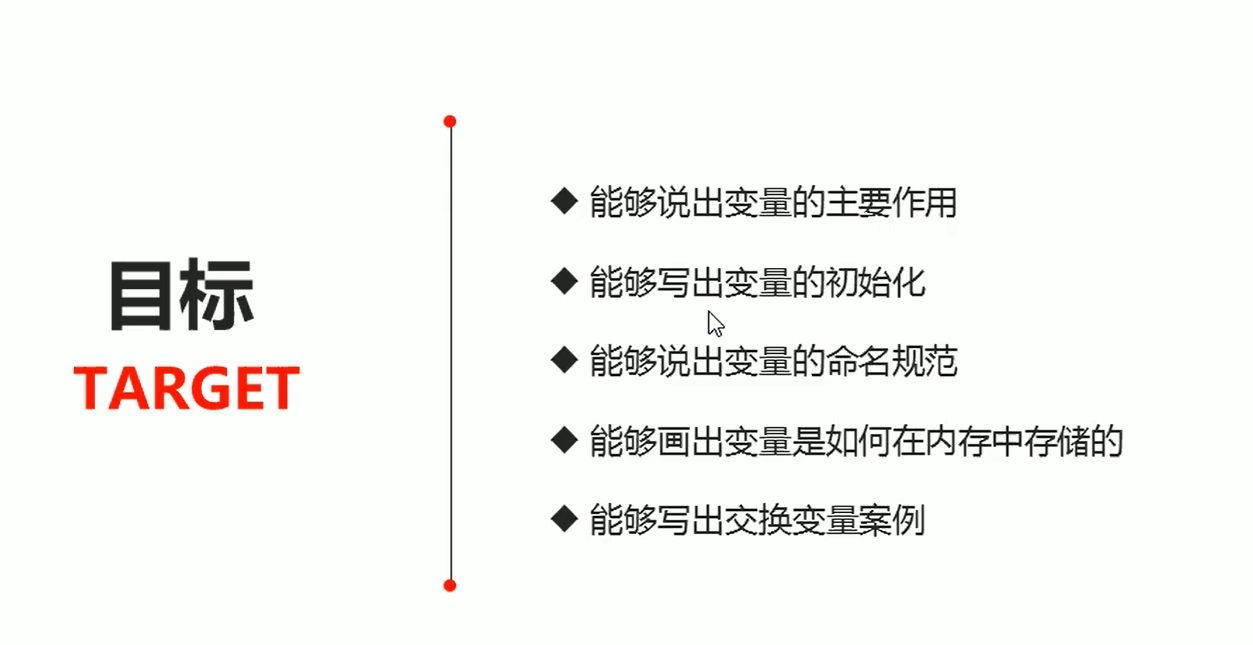 目标
TARGET
能够说出变量的主要作用
能够写出变量的初始化
能够说出变量的命名规范
能够画出变量是如何在内存中存储的
能够写出交换变量案例